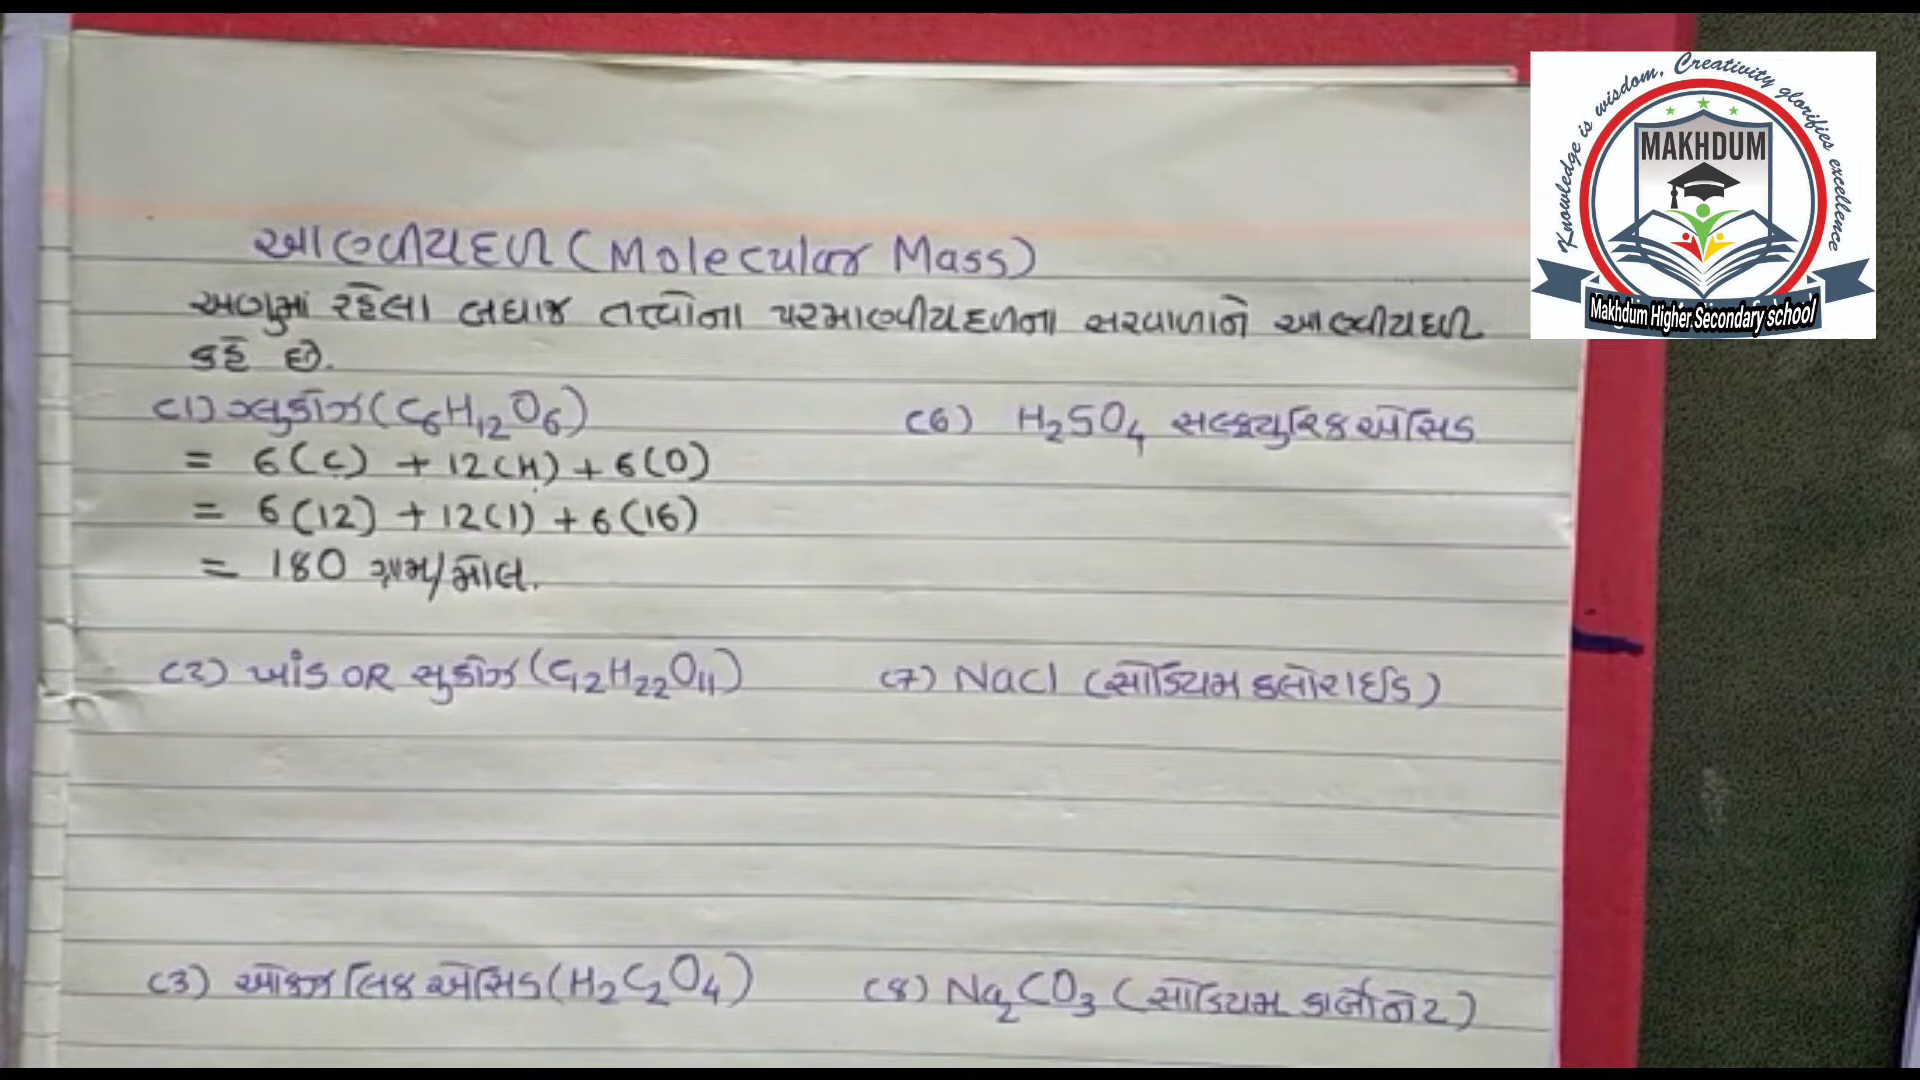 આણ્વીયદળ (Molecular Mass)
અણુમાં રહેલા બધાજ તત્વોના પરમાણ્વીયદળના સરવાળાને આણ્વીયદળ
કહે છે.
(1) ગ્લુકોઝ (C6H12O6)
= 6(C) + 12(H) + 6(O)
= 6(12) + 12(1) + 6(16)
= 180 ગ્રામ/મોલ.
(2) ખાંડ OR સુક્રોઝ (C12H22O11)
(3) ઓક્ઝલિક એસિડ (H2C2O4)
(6) H2SO4 સલ્ફ્યુરિક એસિડ
(7) NaCl (સોડિયમ ક્લોરાઈડ)
(8) Na2CO3 (સોડિયમ કાર્બોનેટ)
Knowledge is wisdom, Creativity glorifies excellence
MAKHDUM
Makhdum Higher Secondary school